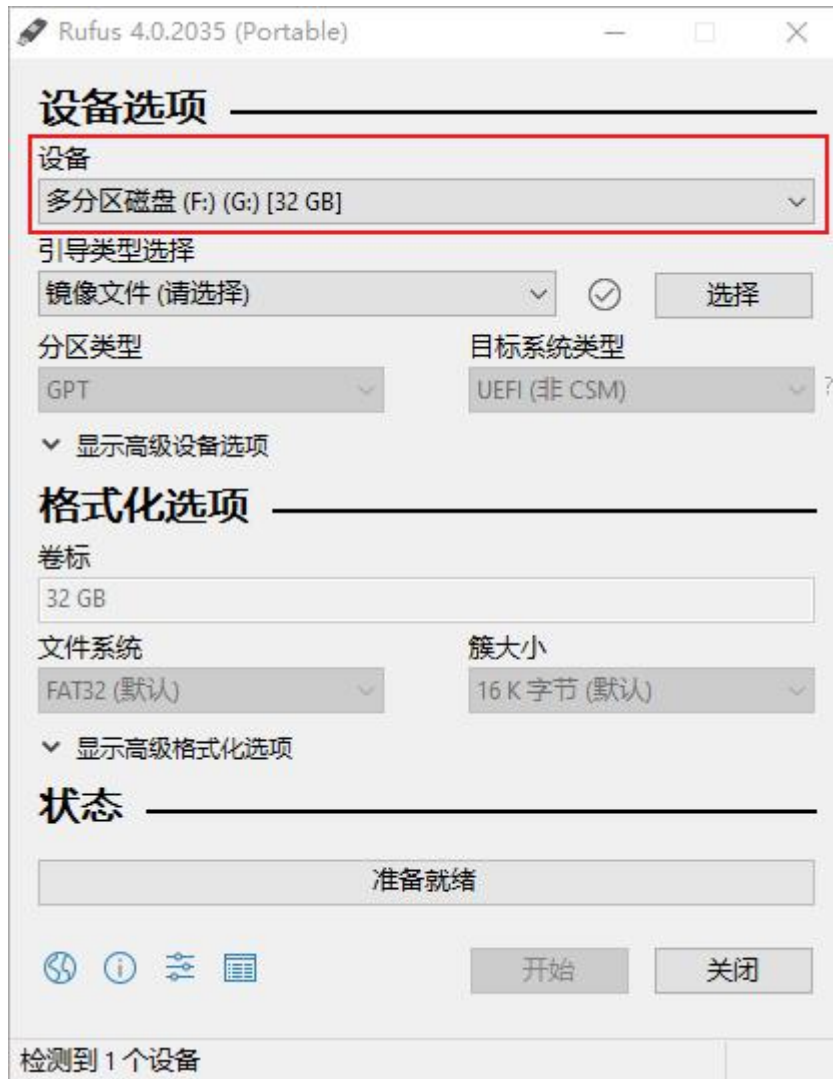 Rufus 4.0.2035 (Portable)
设备选项
设备
多分区磁盘 (F:) (G:) [32 GB]
引导类型选择
镜像文件 (请选择)
选择
分区类型
目标系统类型
GPT
UEFI (非 CSM)
?
显示高级设备选项
格式化选项
卷标
32 GB
文件系统
簇大小
FAT32 (默认)
16 K 字节 (默认)
显示高级格式化选项
状态
准备就绪
开始
关闭
检测到 1 个设备